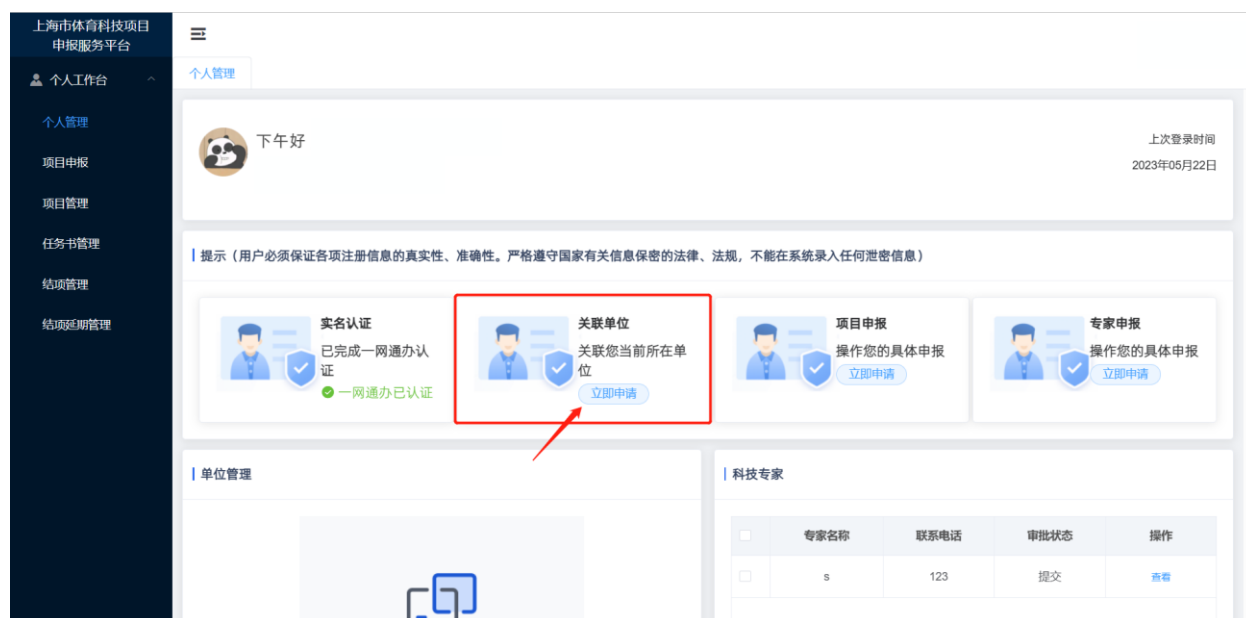 上海市体育科技项目
申报服务平台
个人工作台
个人管理
项目申报
项目管理
任务书管理
结项管理
结项延期管理
个人管理
下午好
上次登录时间
2023年05月22日
提示（用户必须保证各项注册信息的真实性、准确性。严格遵守国家有关信息保密的法律、法规，不能在系统录入任何泄密信息）
实名认证
已完成一网通办认
证
一网通办已认证
关联单位
关联您当前所在单
位
立即申请
项目申报
操作您的具体申报
立即申请
专家申报
操作您的具体申报
立即申请
单位管理
科技专家
专家名称 联系电话 审批状态 操作
s 123 提交 查看